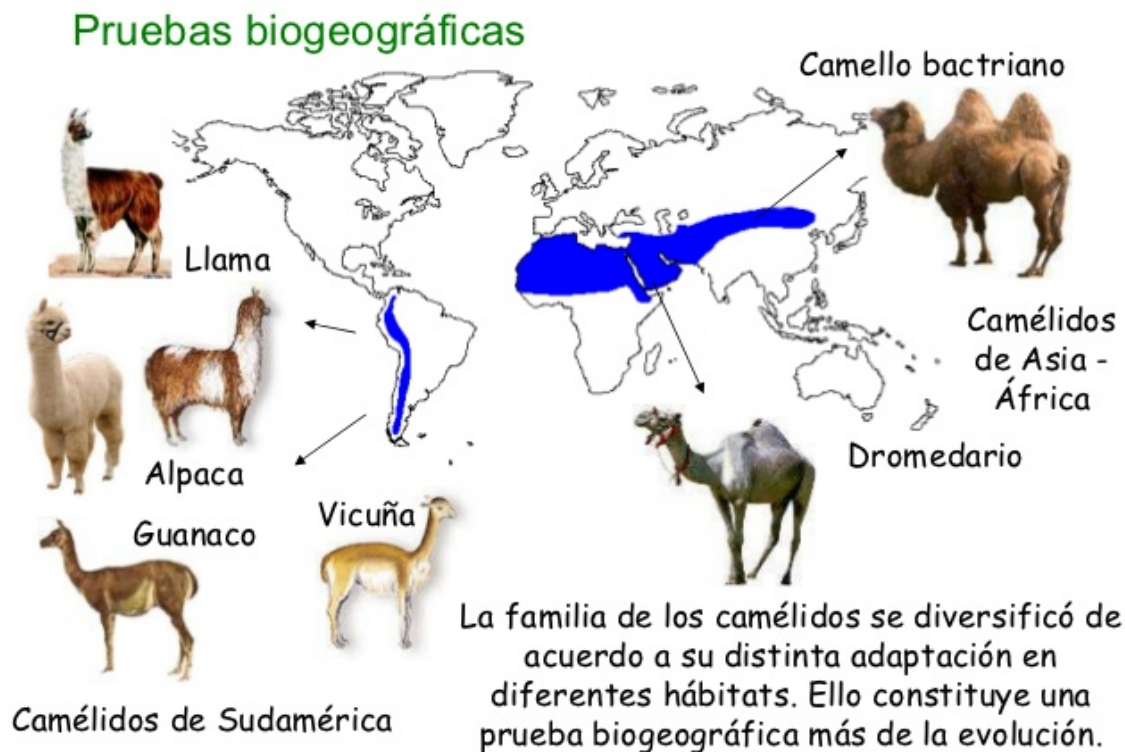 Pruebas biogeográficas
Camello bactriano
Llama
Camélidos
de Asia -
África
Alpaca
Dromedario
Guanaco
Vicuña
La familia de los camélidos se diversificó de
acuerdo a su distinta adaptación en
diferentes hábitats. Ello constituye una
prueba biogeográfica más de la evolución.
Camélidos de Sudamérica